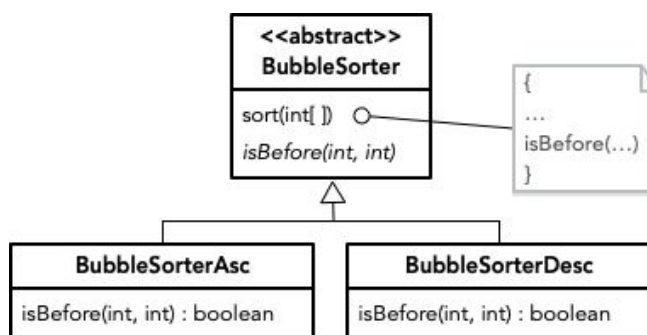 <<abstract>>
BubbleSorter
sort(int[ ])
isBefore(int, int)
{
...
isBefore(...)
}
BubbleSorterAsc
isBefore(int, int) : boolean
BubbleSorterDesc
isBefore(int, int) : boolean